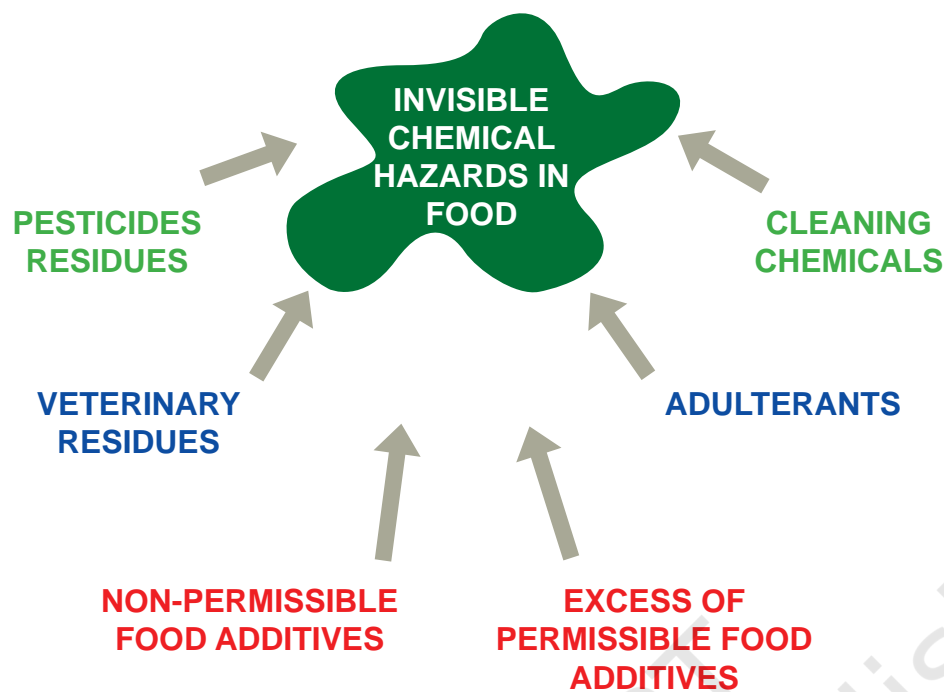 INVISIBLE
CHEMICAL
HAZARDS IN
FOOD
PESTICIDES
RESIDUES
CLEANING
CHEMICALS
VETERINARY
RESIDUES
ADULTERANTS
NON-PERMISSIBLE
FOOD ADDITIVES
EXCESS OF
PERMISSIBLE FOOD
ADDITIVES